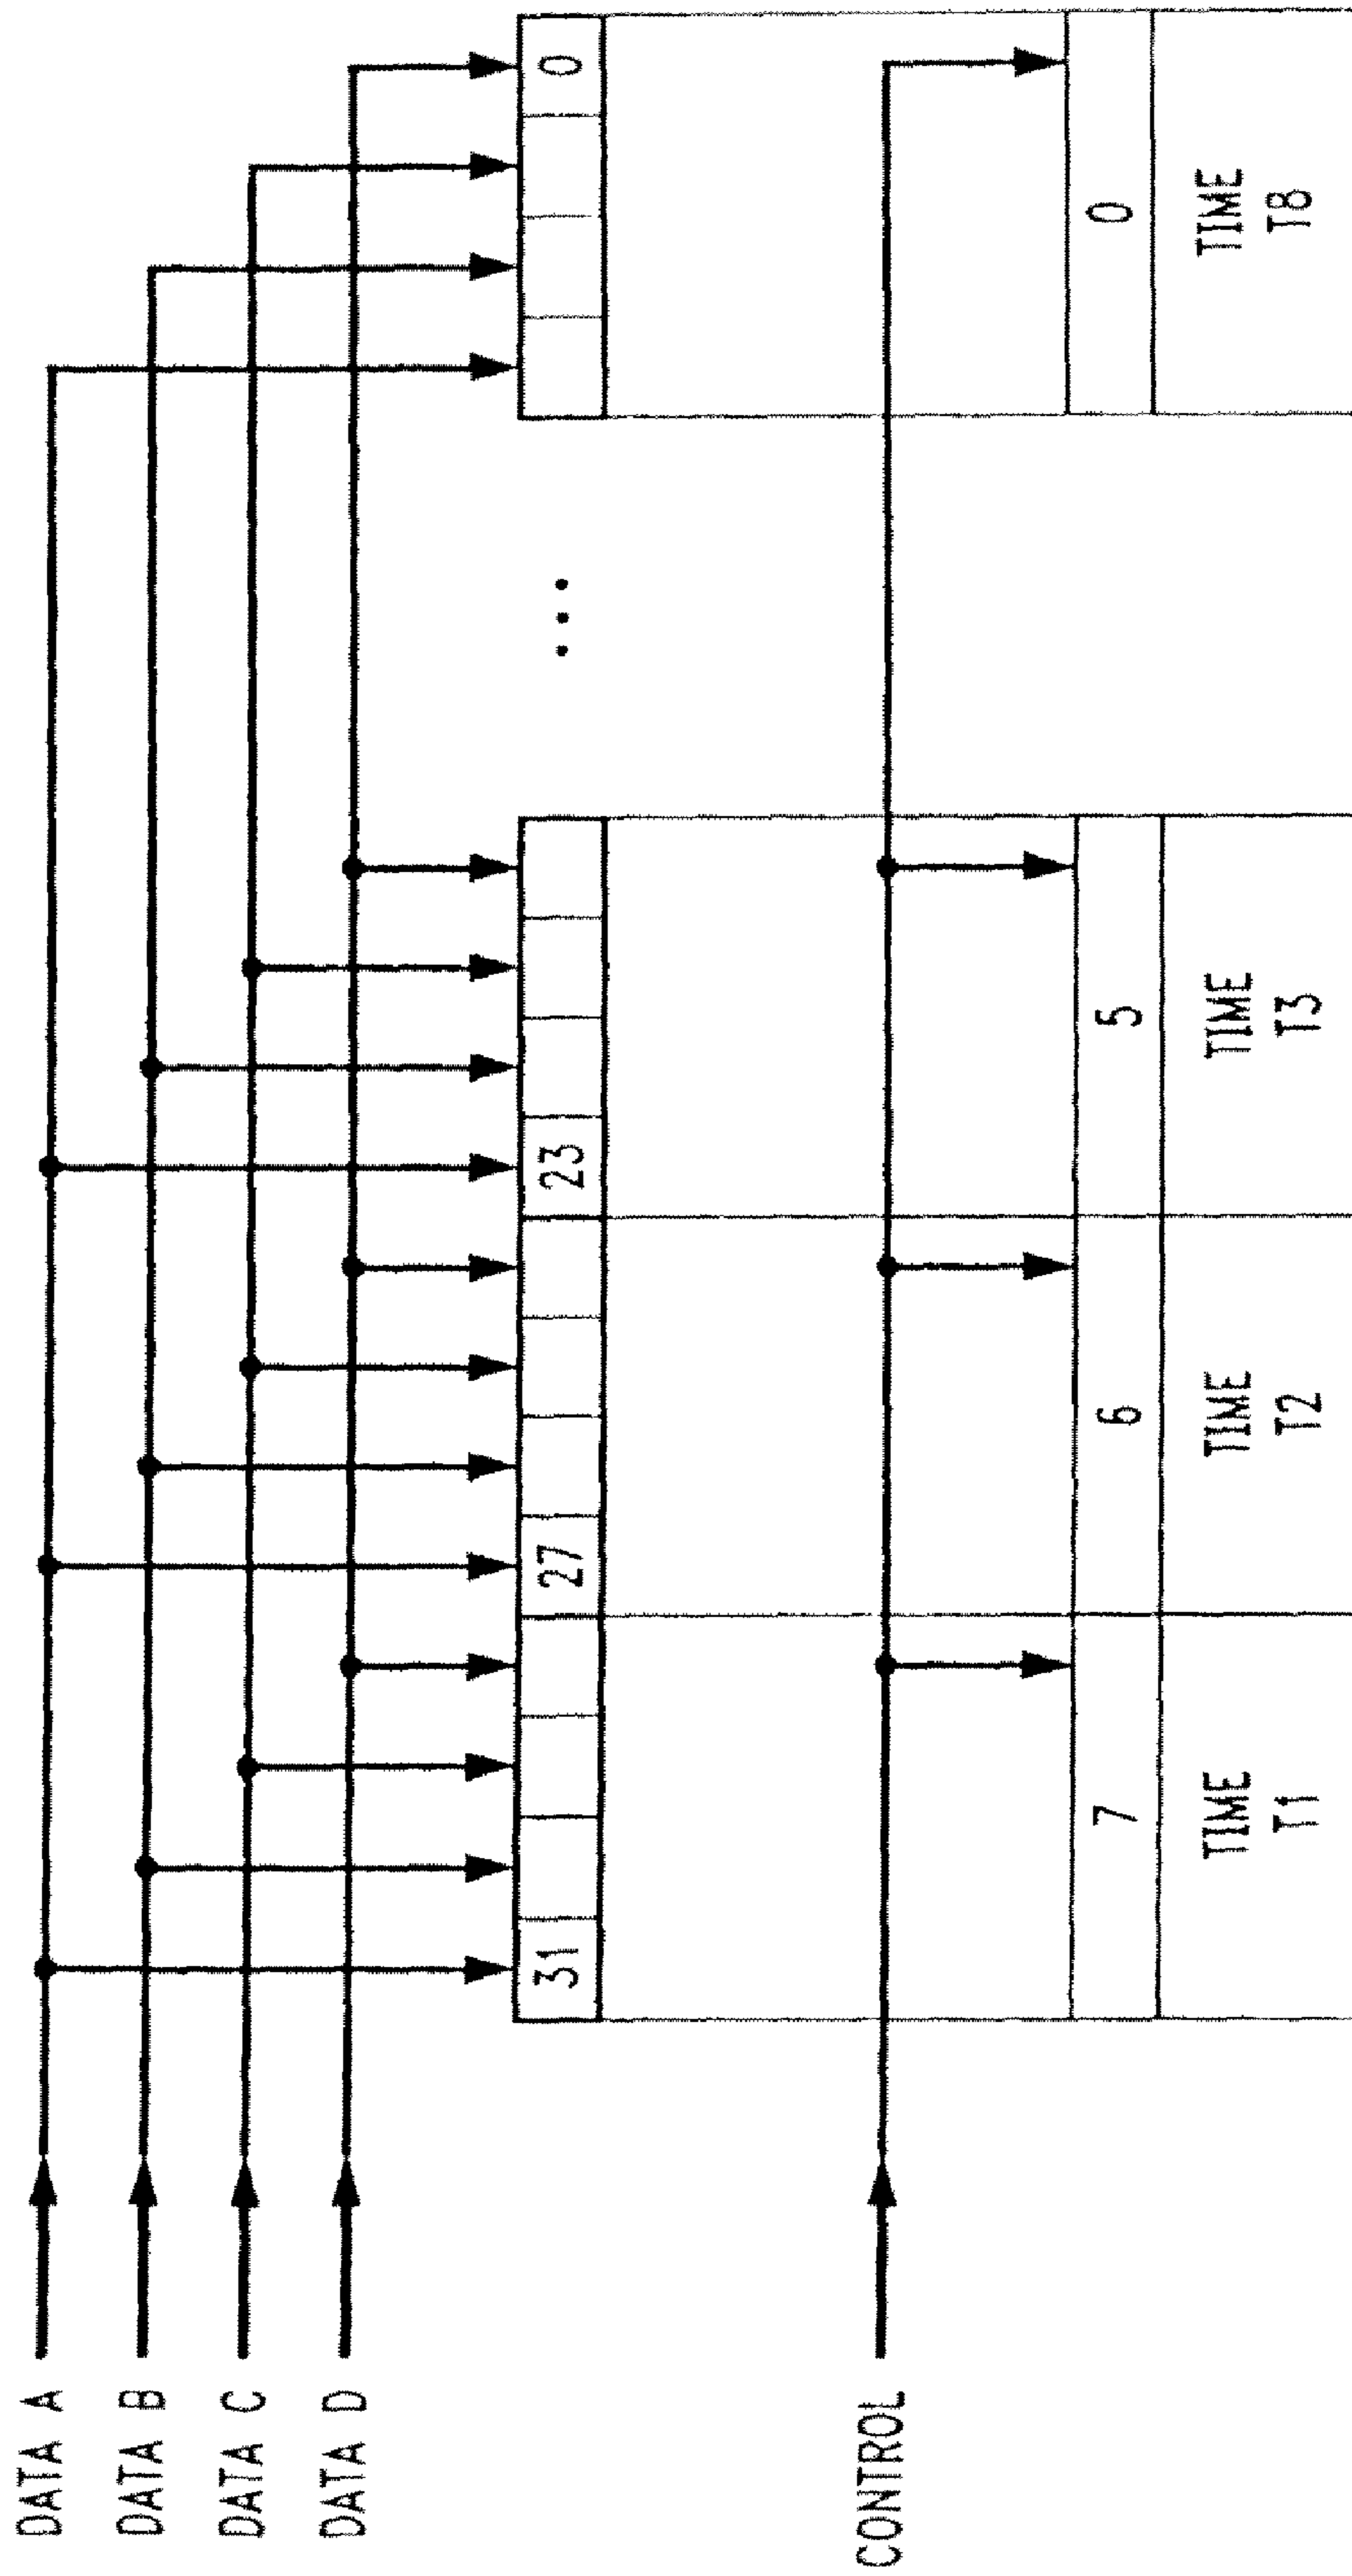 DATA A
DATA B
DATA C
DATA D
31
27
23
...
0
CONTROL
7
6
5
0
TIME
T1
TIME
T2
TIME
T3
TIME
T8